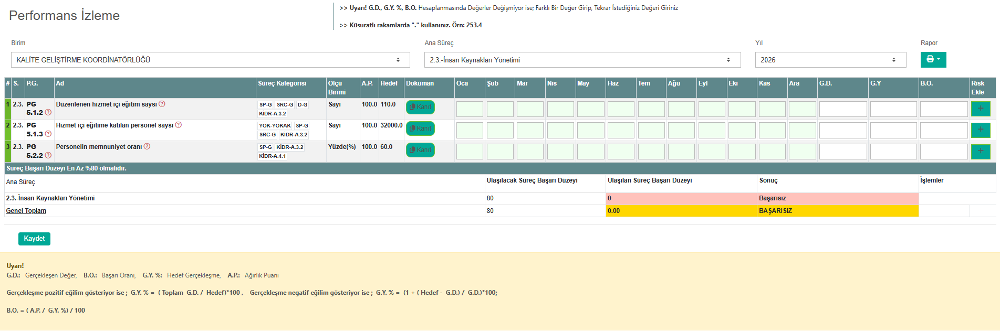 Performans İzleme
>> Uyarı! G.D., G.Y. %, B.O. Hesaplanmasında Değerler Değişmiyor ise; Farklı Bir Değer Girip, Tekrar İstediğiniz Değeri Giriniz
>> Küsuratlı rakamlarda "." kullanınız. Örn: 253.4
Birim Ana Süreç Yıl Rapor
KALİTE GELİŞTİRME KOORDİNATÖRLÜĞÜ 2.3.-İnsan Kaynakları Yönetimi 2026
# S. P.G. Ad Süreç Kategorisi Ölçü Birimi A.P. Hedef Doküman Oca Şub Mar Nis May Haz Tem Ağu Eyl Eki Kas Ara G.D. G.Y B.O. Risk Ekle
1 2.3. PG 5.1.2 Düzenlenen hizmet içi eğitim saysı SP-G SRC-G D-G KİDR-A.3.2 Sayı 100.0 110.0 Kanıt
2 2.3. PG 5.1.3 Hizmet içi eğitime katılan personel saysı YÖK-YÖKAK SP-G SRC-G KİDR-A.3.2 Sayı 100.0 32000.0 Kanıt
3 2.3. PG 5.2.2 Personelin memnuniyet oranı SP-G KİDR-A.3.2 KİDR-A.4.1 Yüzde(%) 100.0 60.0 Kanıt
Süreç Başarı Düzeyi En Az %80 olmalıdır.
Ana Süreç Ulaşılacak Süreç Başarı Düzeyi Ulaşılan Süreç Başarı Düzeyi Sonuç İşlemler
2.3.-İnsan Kaynakları Yönetimi 80 0 Başarısız
Genel Toplam 80 0.00 BAŞARISIZ
Kaydet
Uyarı!
G.D.: Gerçekleşen Değer, B.O.: Başarı Oranı, G.Y. %: Hedef Gerçekleşme, A.P.: Ağırlık Puanı
Gerçekleşme pozitif eğilim gösteriyor ise ; G.Y. % = ( Toplam G.D. / Hedef)*100 , Gerçekleşme negatif eğilim gösteriyor ise ; G.Y. % = (1 + ( Hedef - G.D.) / G.D.)*100;
B.O. = ( A.P. / G.Y. %) / 100